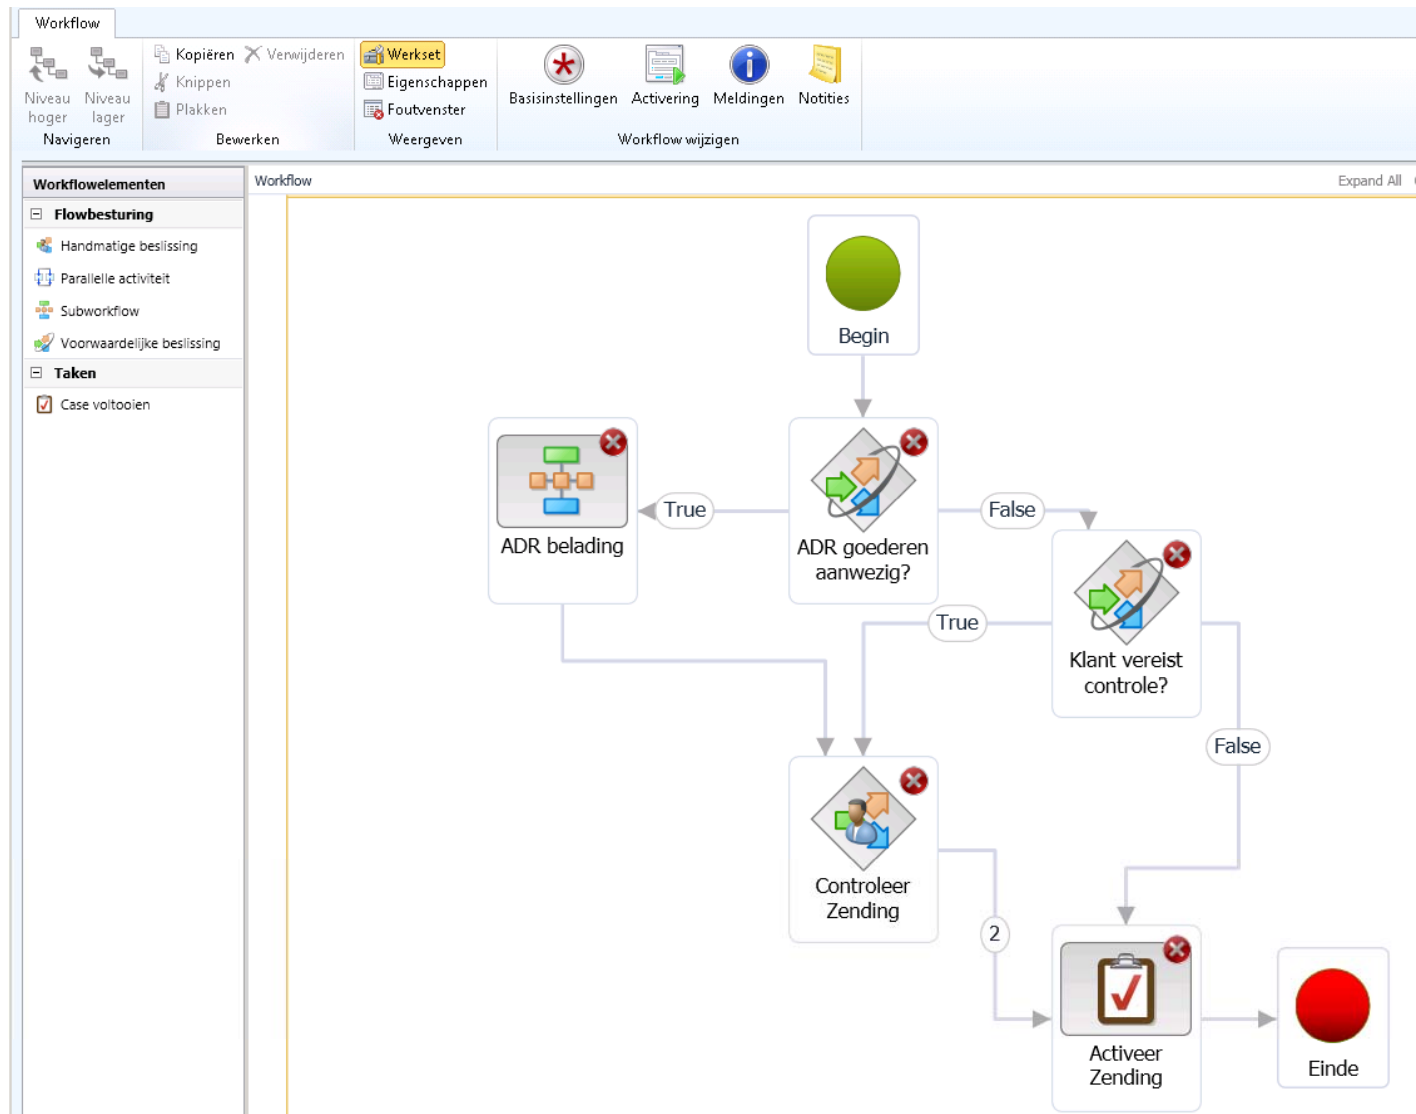 Workflow
Kopiëren Verwijderen
Knippen
Plakken
Niveau hoger
Niveau lager
Navigeren
Bewerken
Werkset
Eigenschappen
Foutvenster
Weergeven
Basisinstellingen
Activering
Meldingen
Notities
Workflow wijzigen
Workflowelementen
Flowbesturing
Handmatige beslissing
Parallelle activiteit
Subworkflow
Voorwaardelijke beslissing
Taken
Case voltooien
Workflow
Expand All
Begin
ADR belading
True
ADR goederen
aanwezig?
False
True
Klant vereist
controle?
False
Controleer
Zending
2
Activeer
Zending
Einde